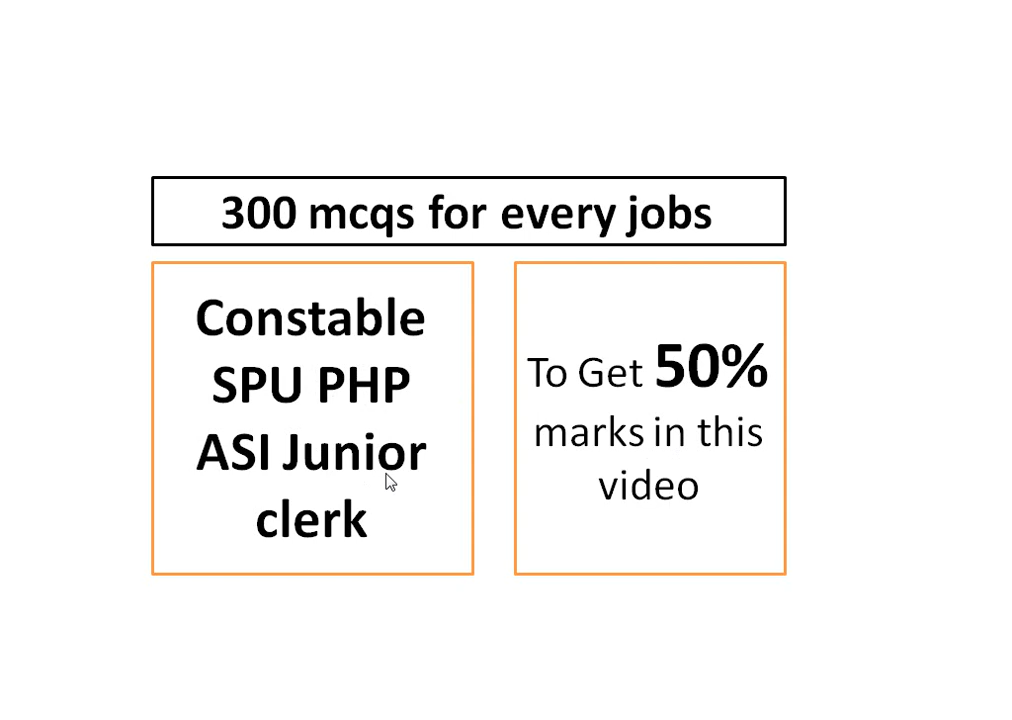 300 mcqs for every jobs
Constable
SPU PHP
ASI Junior
clerk
To Get 50%
marks in this
video